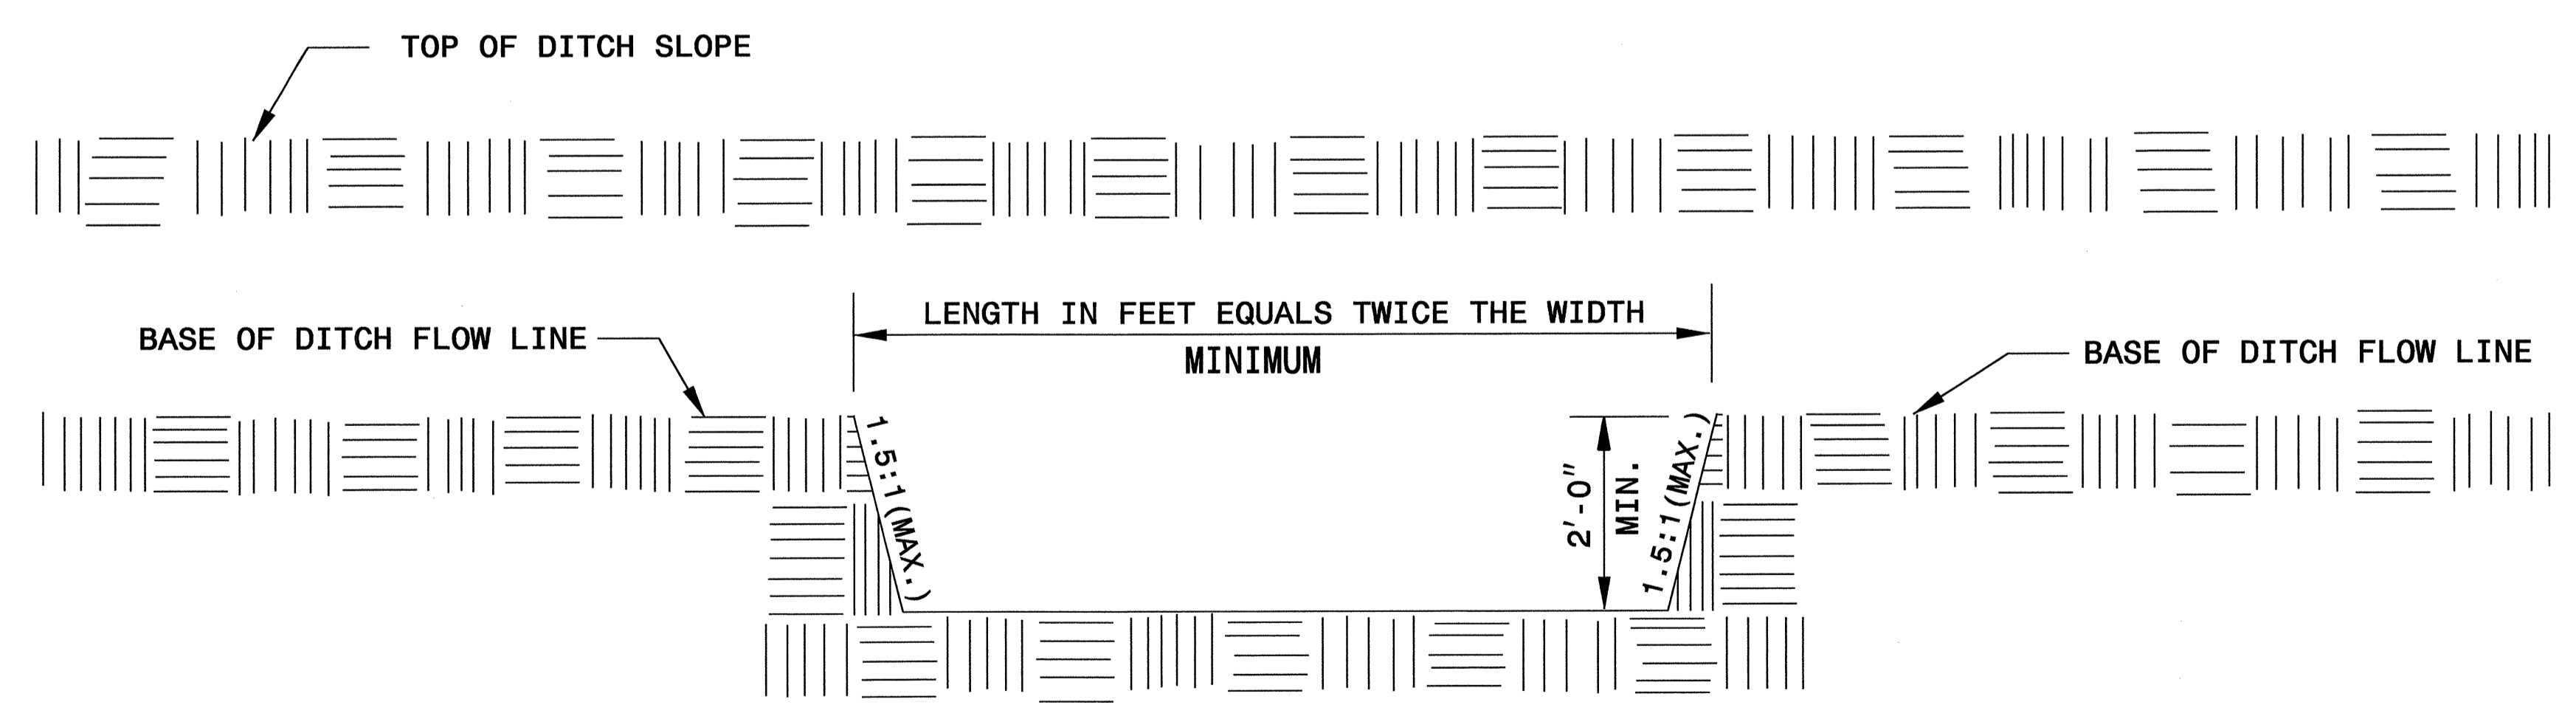 TOP OF DITCH SLOPE
LENGTH IN FEET EQUALS TWICE THE WIDTH
MINIMUM
BASE OF DITCH FLOW LINE
BASE OF DITCH FLOW LINE
1.5:1(MAX.)
2'-0"
MIN.
1.5:1(MAX.)